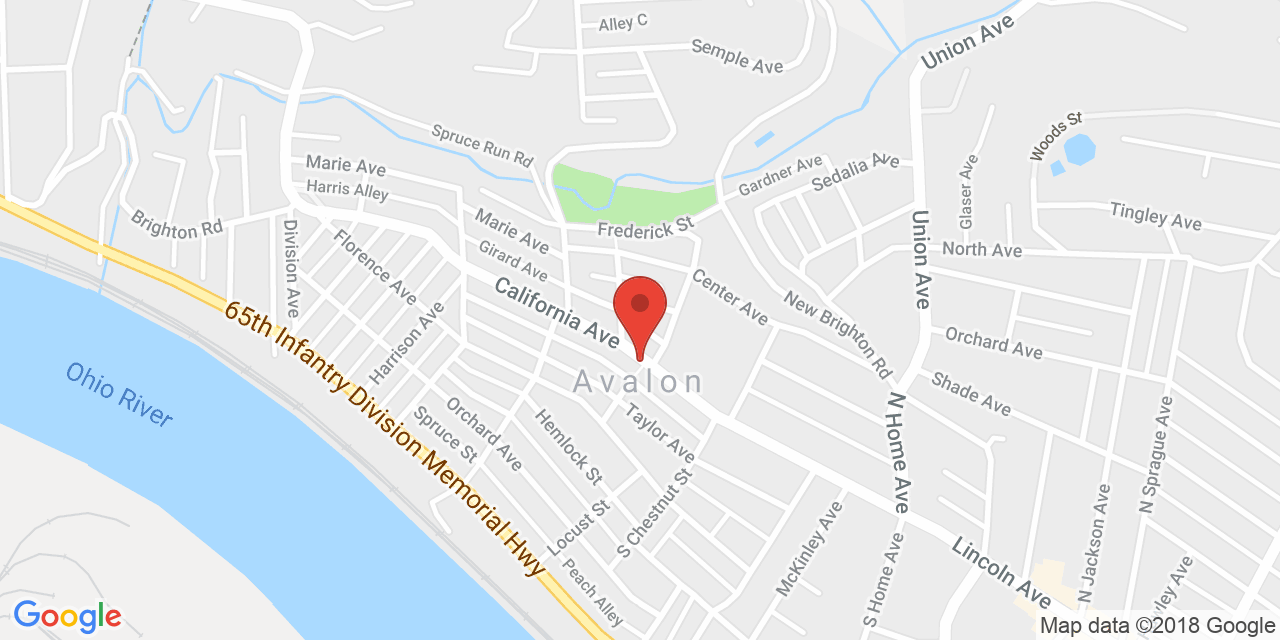 Alley C
Semple Ave
Union Ave
Woods St
Spruce Run Rd
Marie Ave
Harris Alley
Gardner Ave
Sedalia Ave
Glaser Ave
Brighton Rd
Division Ave
Florence Ave
Marie Ave
Girard Ave
Frederick St
Union Ave
North Ave
Tingley Ave
California Ave
Center Ave
New Brighton Rd
Orchard Ave
Harrison Ave
65th Infantry Division Memorial Hwy
Ohio River
Avalon
Shade Ave
N Home Ave
Spruce St
Orchard Ave
Hemlock St
Taylor Ave
N Sprague Ave
Locust St
S Chestnut St
McKinley Ave
S Home Ave
Lincoln Ave
N Jackson Ave
Peach Alley
wley Ave
Google
Map data ©2018 Google